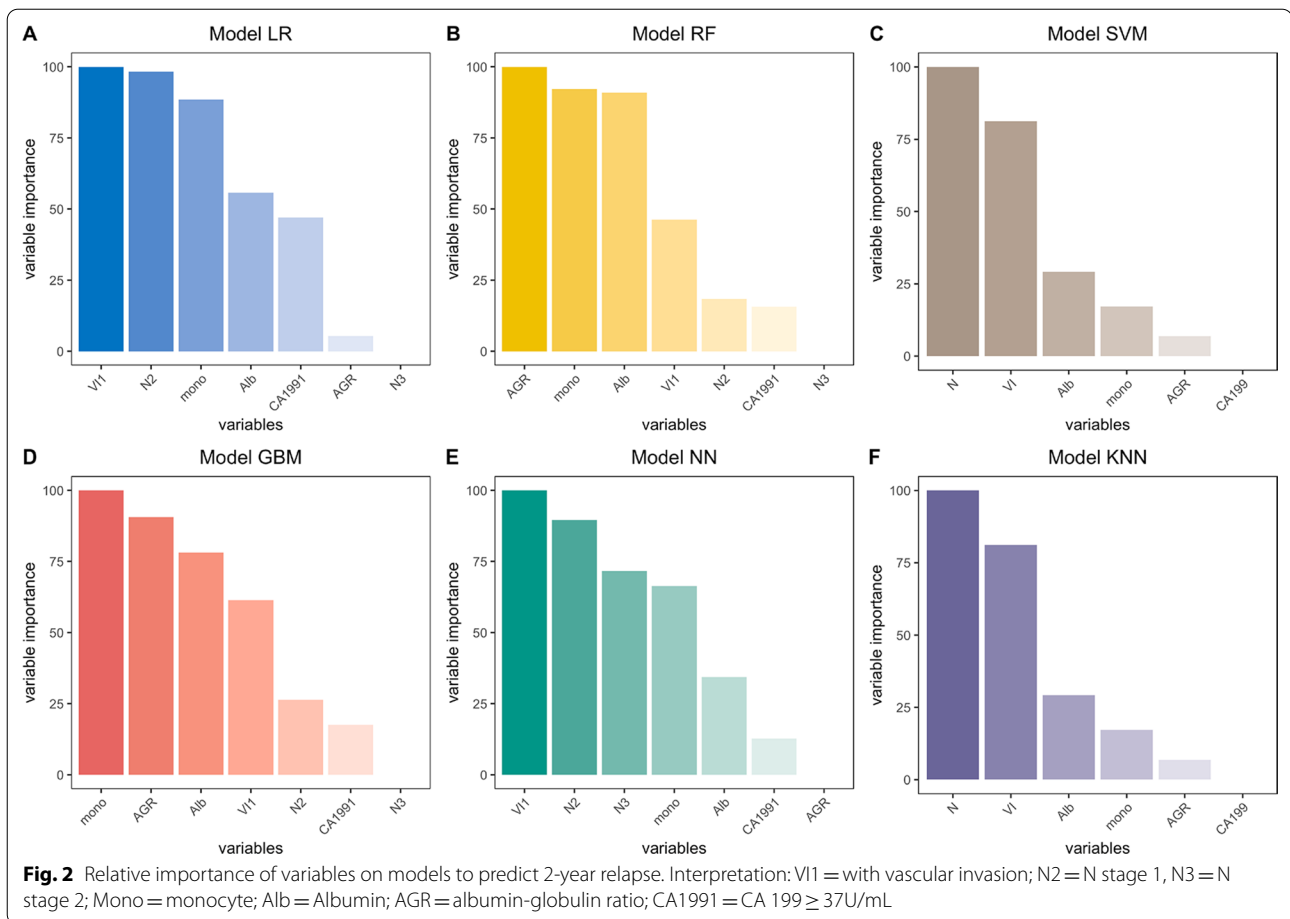 A Model LR
variable importance
100
75
50
25
0
VI1 N2 mono Alb CA1991 AGR N3
variables
B Model RF
variable importance
100
75
50
25
0
AGR mono Alb VI1 N2 CA1991 N3
variables
C Model SVM
variable importance
100
75
50
25
0
N VI Alb mono AGR CA199
variables
D Model GBM
variable importance
100
75
50
25
0
mono AGR Alb VI1 N2 CA1991 N3
variables
E Model NN
variable importance
100
75
50
25
0
VI1 N2 N3 mono Alb CA1991 AGR
variables
F Model KNN
variable importance
100
75
50
25
0
N VI Alb mono AGR CA199
variables
Fig. 2 Relative importance of variables on models to predict 2-year relapse. Interpretation: VI1 = with vascular invasion; N2 = N stage 1, N3 = N
stage 2; Mono = monocyte; Alb = Albumin; AGR = albumin-globulin ratio; CA1991 = CA 199 ≥ 37U/mL